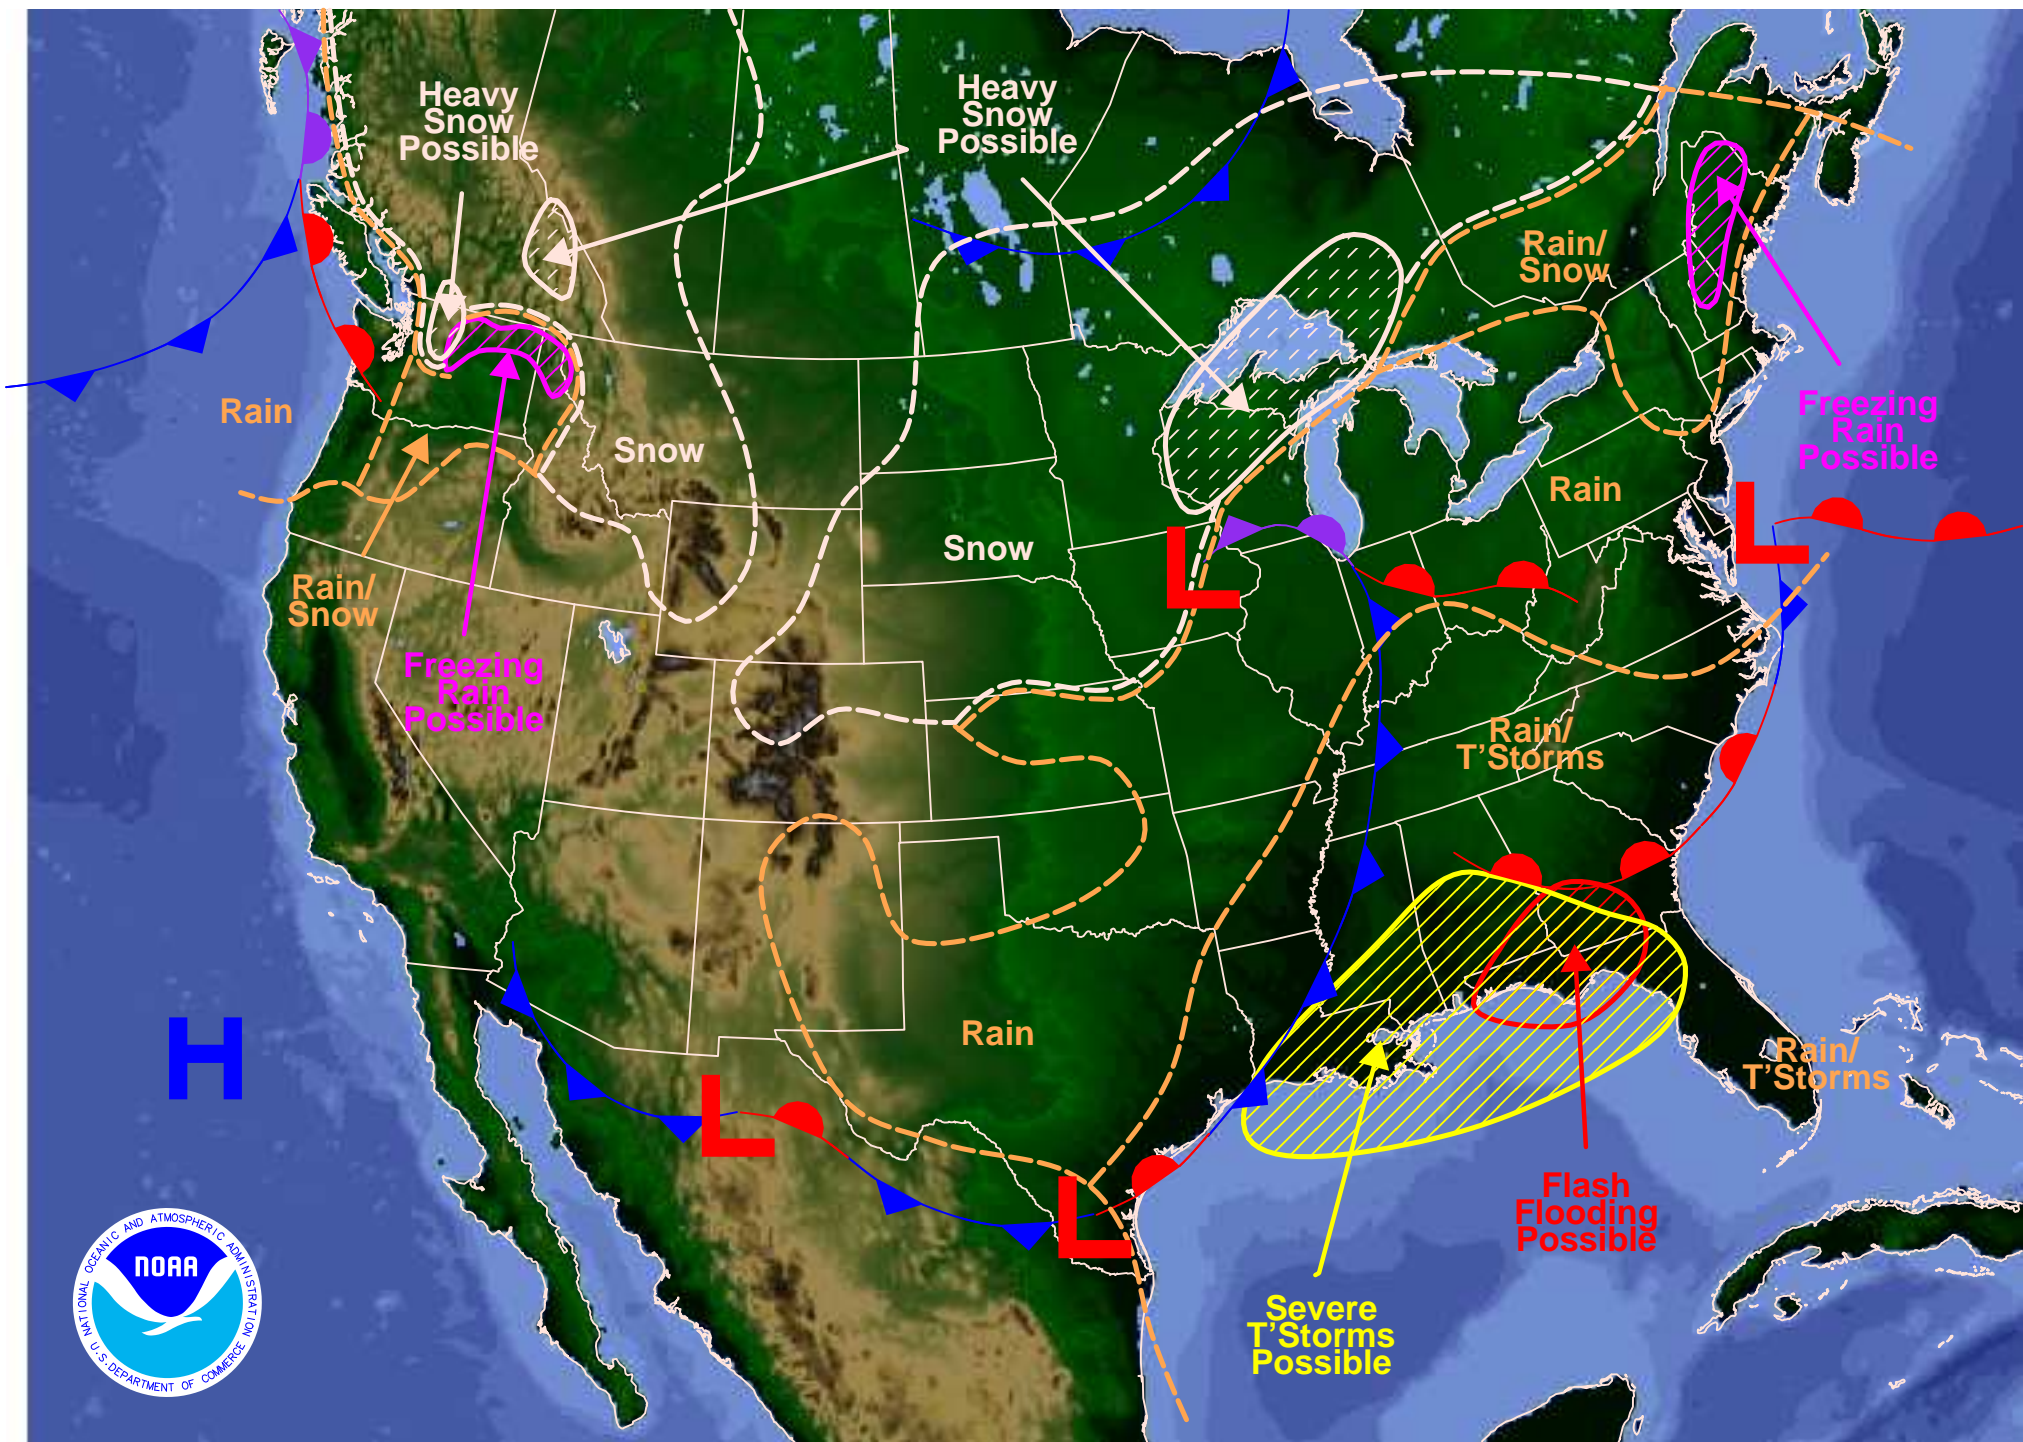 Heavy
Snow
Possible
Heavy
Snow
Possible
Rain/
Snow
Rain
Freezing
Rain
Possible
Snow
Rain
Snow
L
L
Rain/
Snow
Freezing
Rain
Possible
Rain/
T'Storms
Rain
H
Rain/
T'Storms
L
L
Flash
Flooding
Possible
Severe
T'Storms
Possible
NATIONAL OCEANIC AND ATMOSPHERIC ADMINISTRATION
NOAA
U.S. DEPARTMENT OF COMMERCE